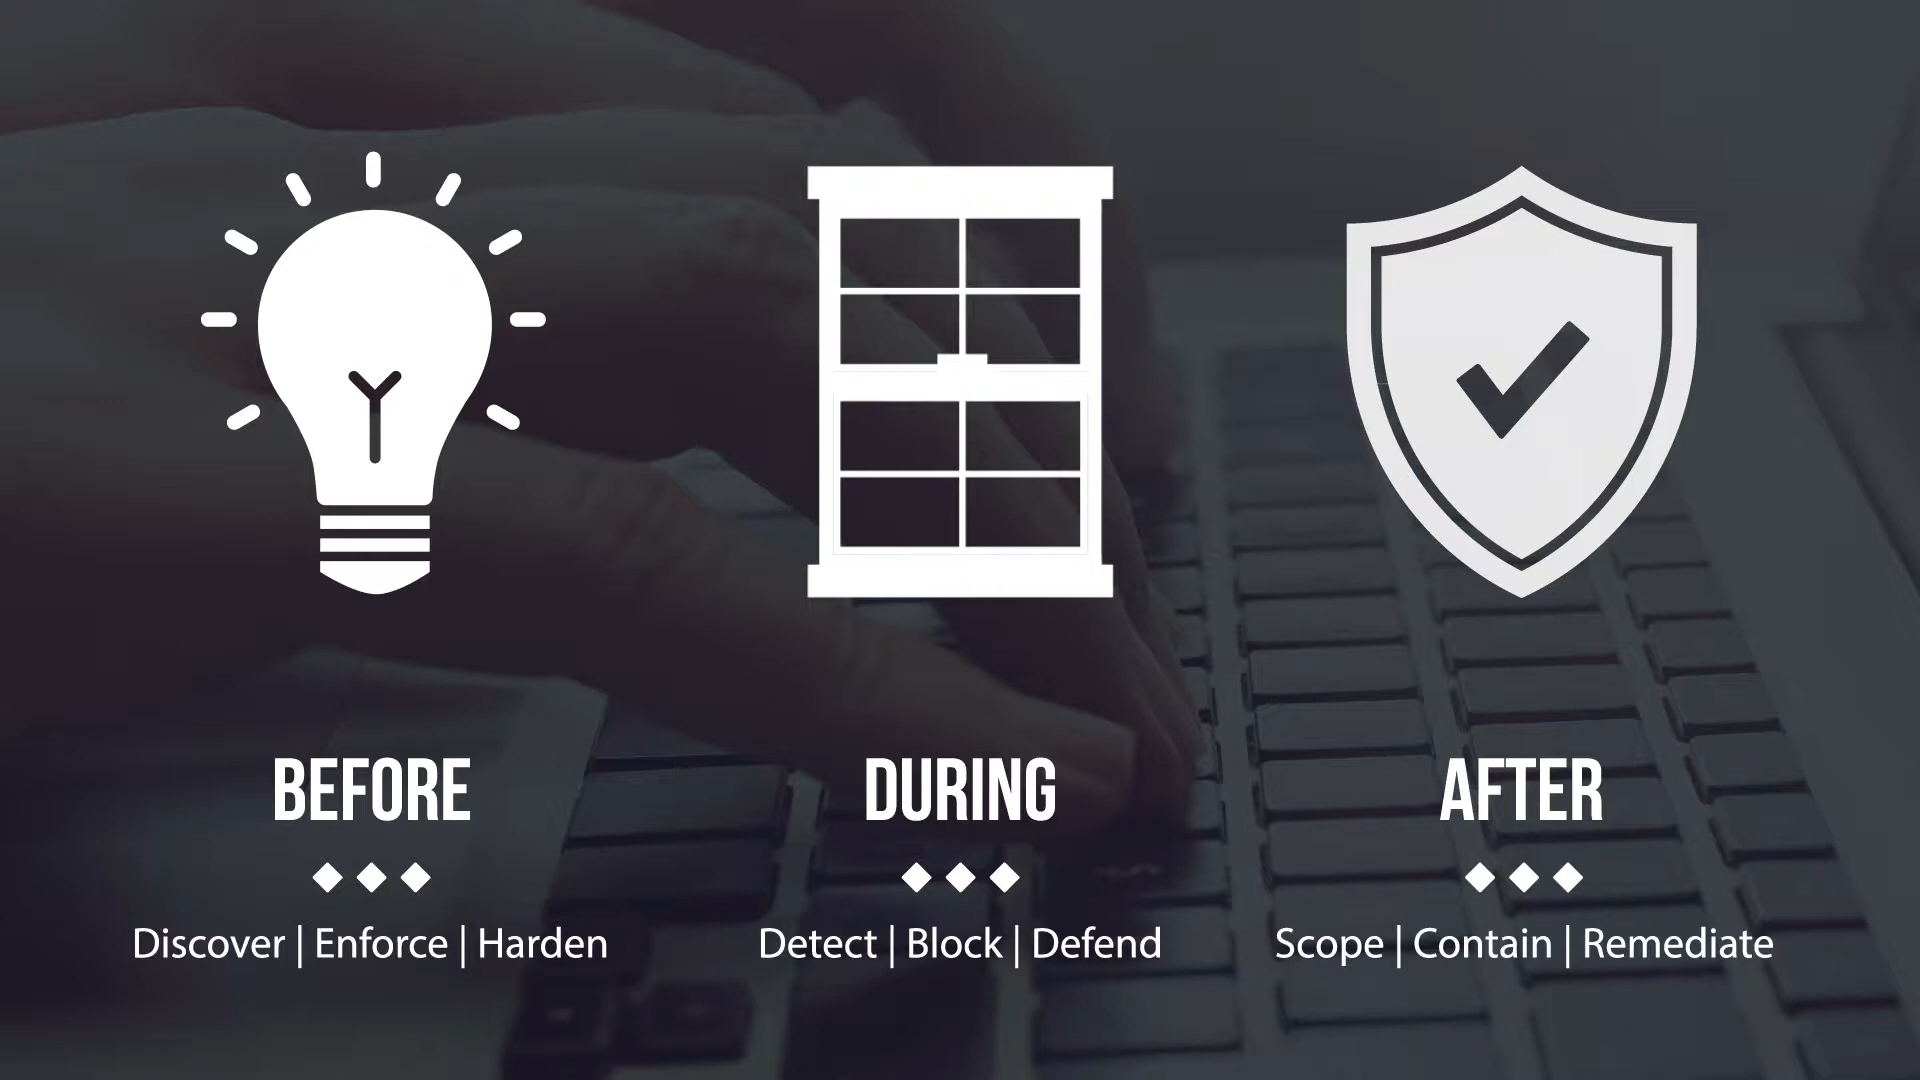 BEFORE
Discover | Enforce | Harden
DURING
Detect | Block | Defend
AFTER
Scope | Contain | Remediate